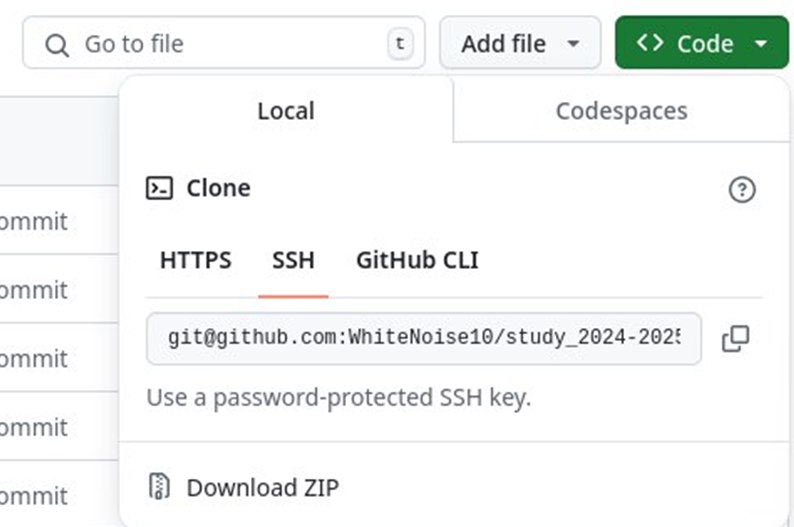 Go to file t Add file Code
Local Codespaces
Clone
HTTPS SSH GitHub CLI
ommit
git@github.com:WhiteNoise10/study_2024-2025
ommit
Use a password-protected SSH key.
ommit
ommit
Download ZIP
ommit